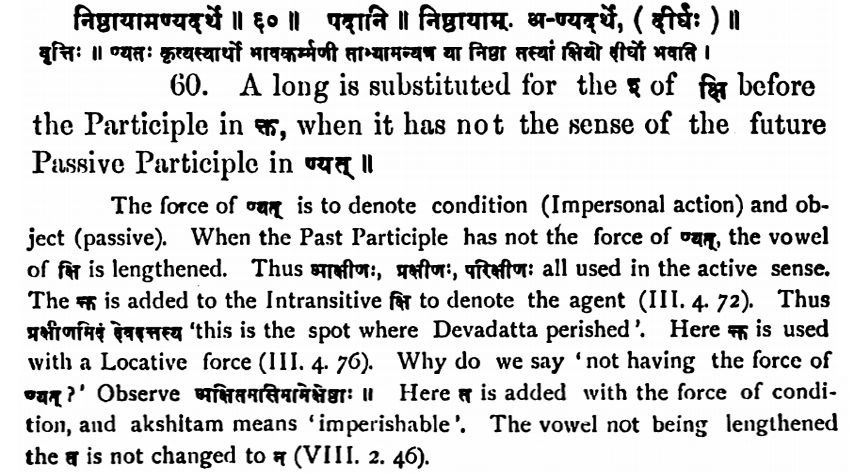 निष्ठायामण्यदर्थे ॥ ६० ॥ पदानि ॥ निष्ठायाम्. अ-ण्यदर्थे, ( दीर्घः ) ॥
वृत्तिः ॥ ण्यतः कृत्यस्यार्थो भावकर्म्मणी ताभ्यामन्यत्र या निष्ठा तस्यां क्षियो दीर्घो भवति ।
60. A long is substituted for the इ of क्षि before
the Participle in क्त, when it has not the sense of the future
Passive Participle in ण्यत् ॥
The force of ण्यत् is to denote condition (Impersonal action) and ob-
ject (passive). When the Past Participle has not the force of ण्यत्, the vowel
of क्षि is lengthened. Thus आक्षीणः, प्रक्षीणः, परिक्षीणः all used in the active sense.
The क्त is added to the Intransitive क्षि to denote the agent (III. 4. 72). Thus
प्रक्षीणमिदं देवदत्तस्य 'this is the spot where Devadatta perished'. Here क्त is used
with a Locative force (III. 4. 76). Why do we say 'not having the force of
ण्यत्?' Observe अक्षितमसिमामेक्षेष्ठाः ॥ Here त is added with the force of condi-
tion, and akshitam means 'imperishable'. The vowel not being lengthened
the त is not changed to न (VIII. 2. 46).